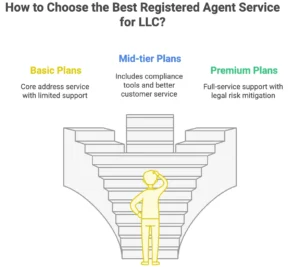 How to Choose the Best Registered Agent Service
for LLC?
Basic Plans
Core address service
with limited support
Mid-tier Plans
Includes compliance
tools and better
customer service
Premium Plans
Full-service support with
legal risk mitigation